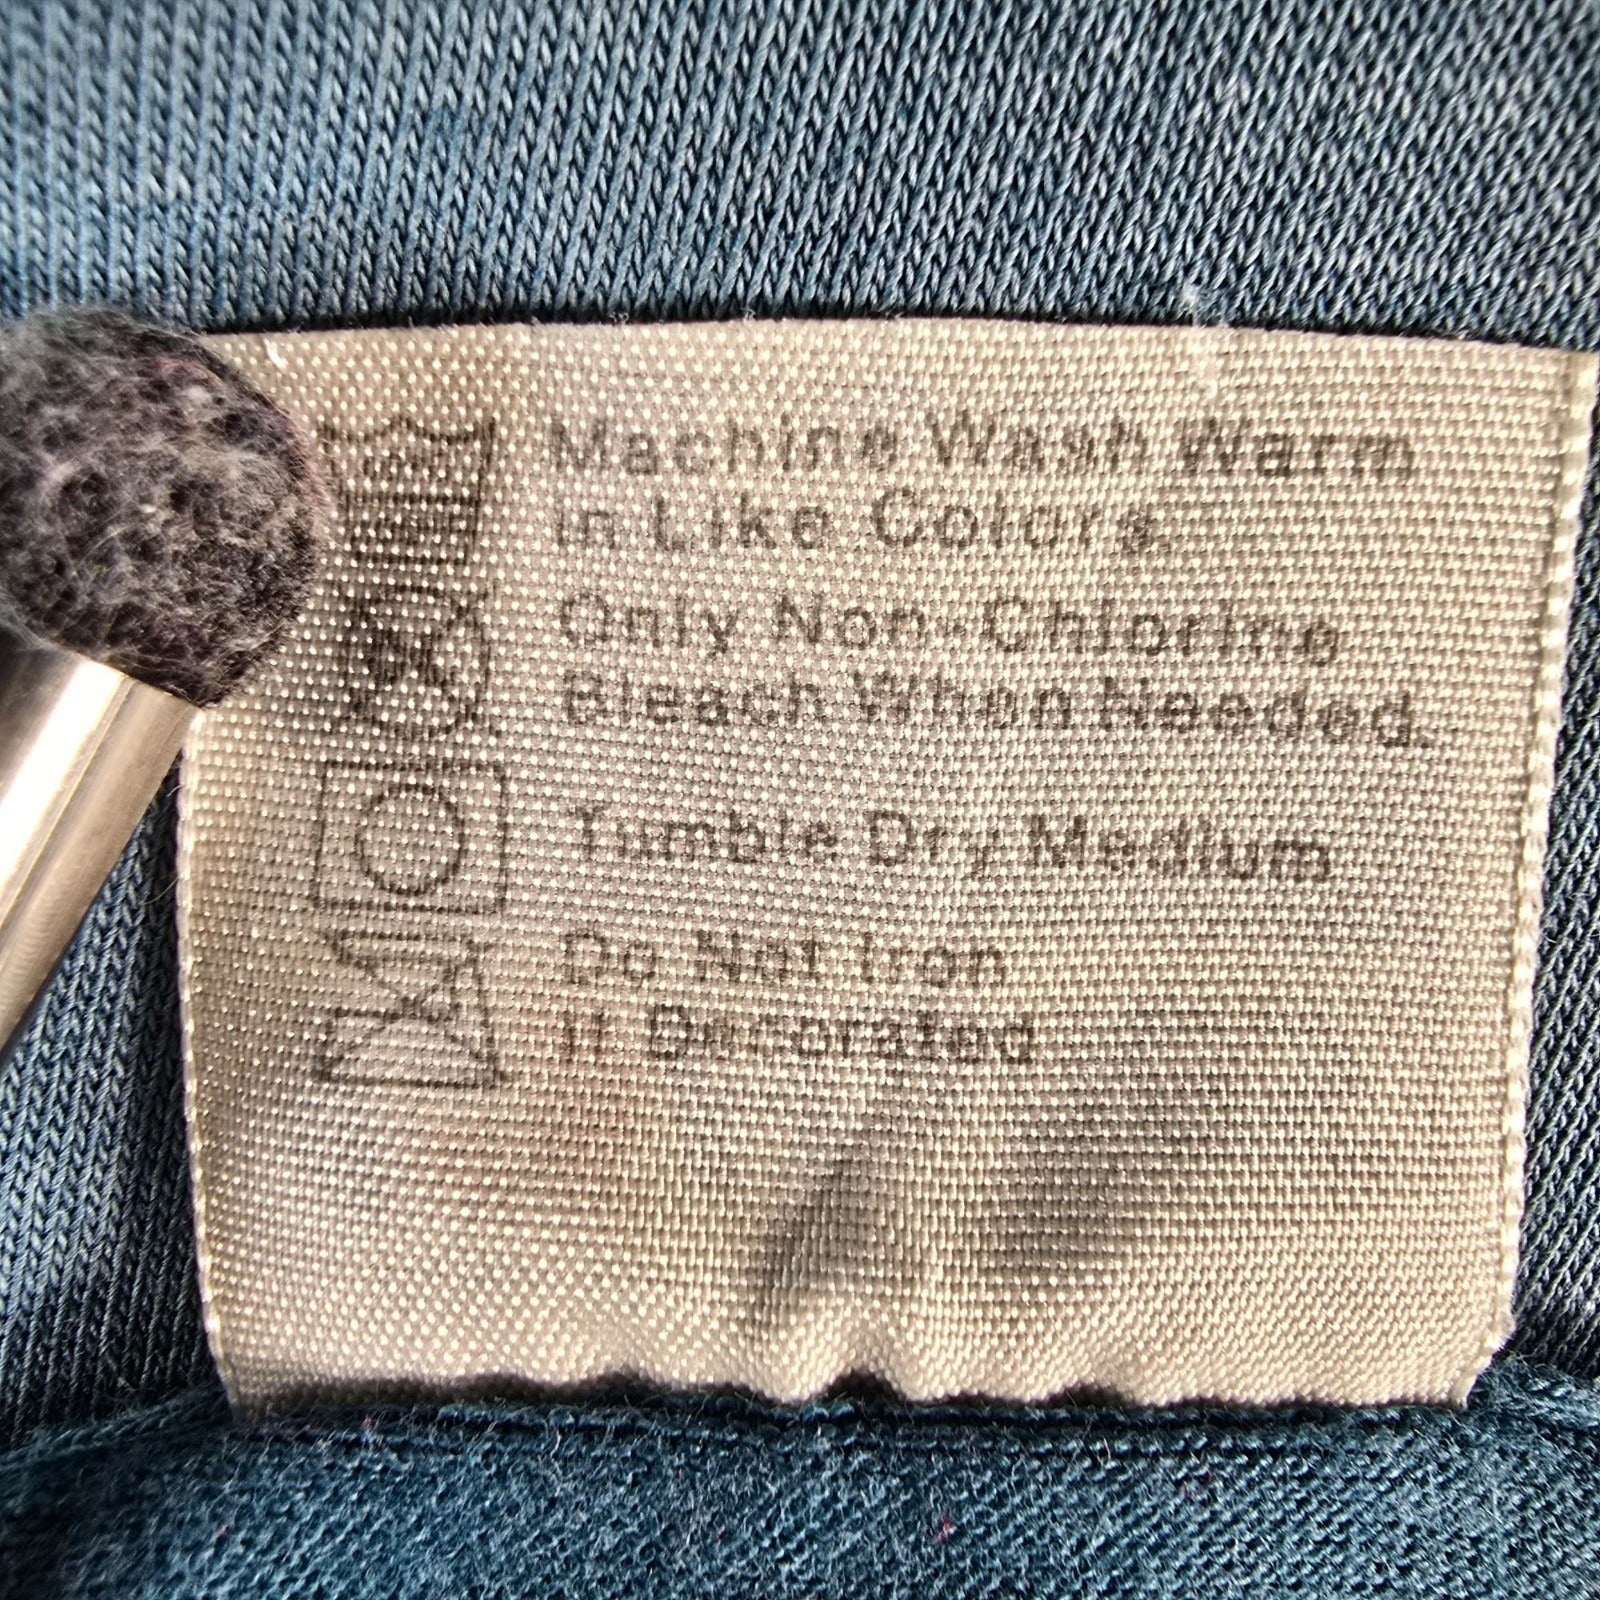 Machine Wash Warm
in Like Colors.
Only Non-Chlorine
Bleach When Needed.
Tumble Dry Medium
Do Not Iron
If Decorated